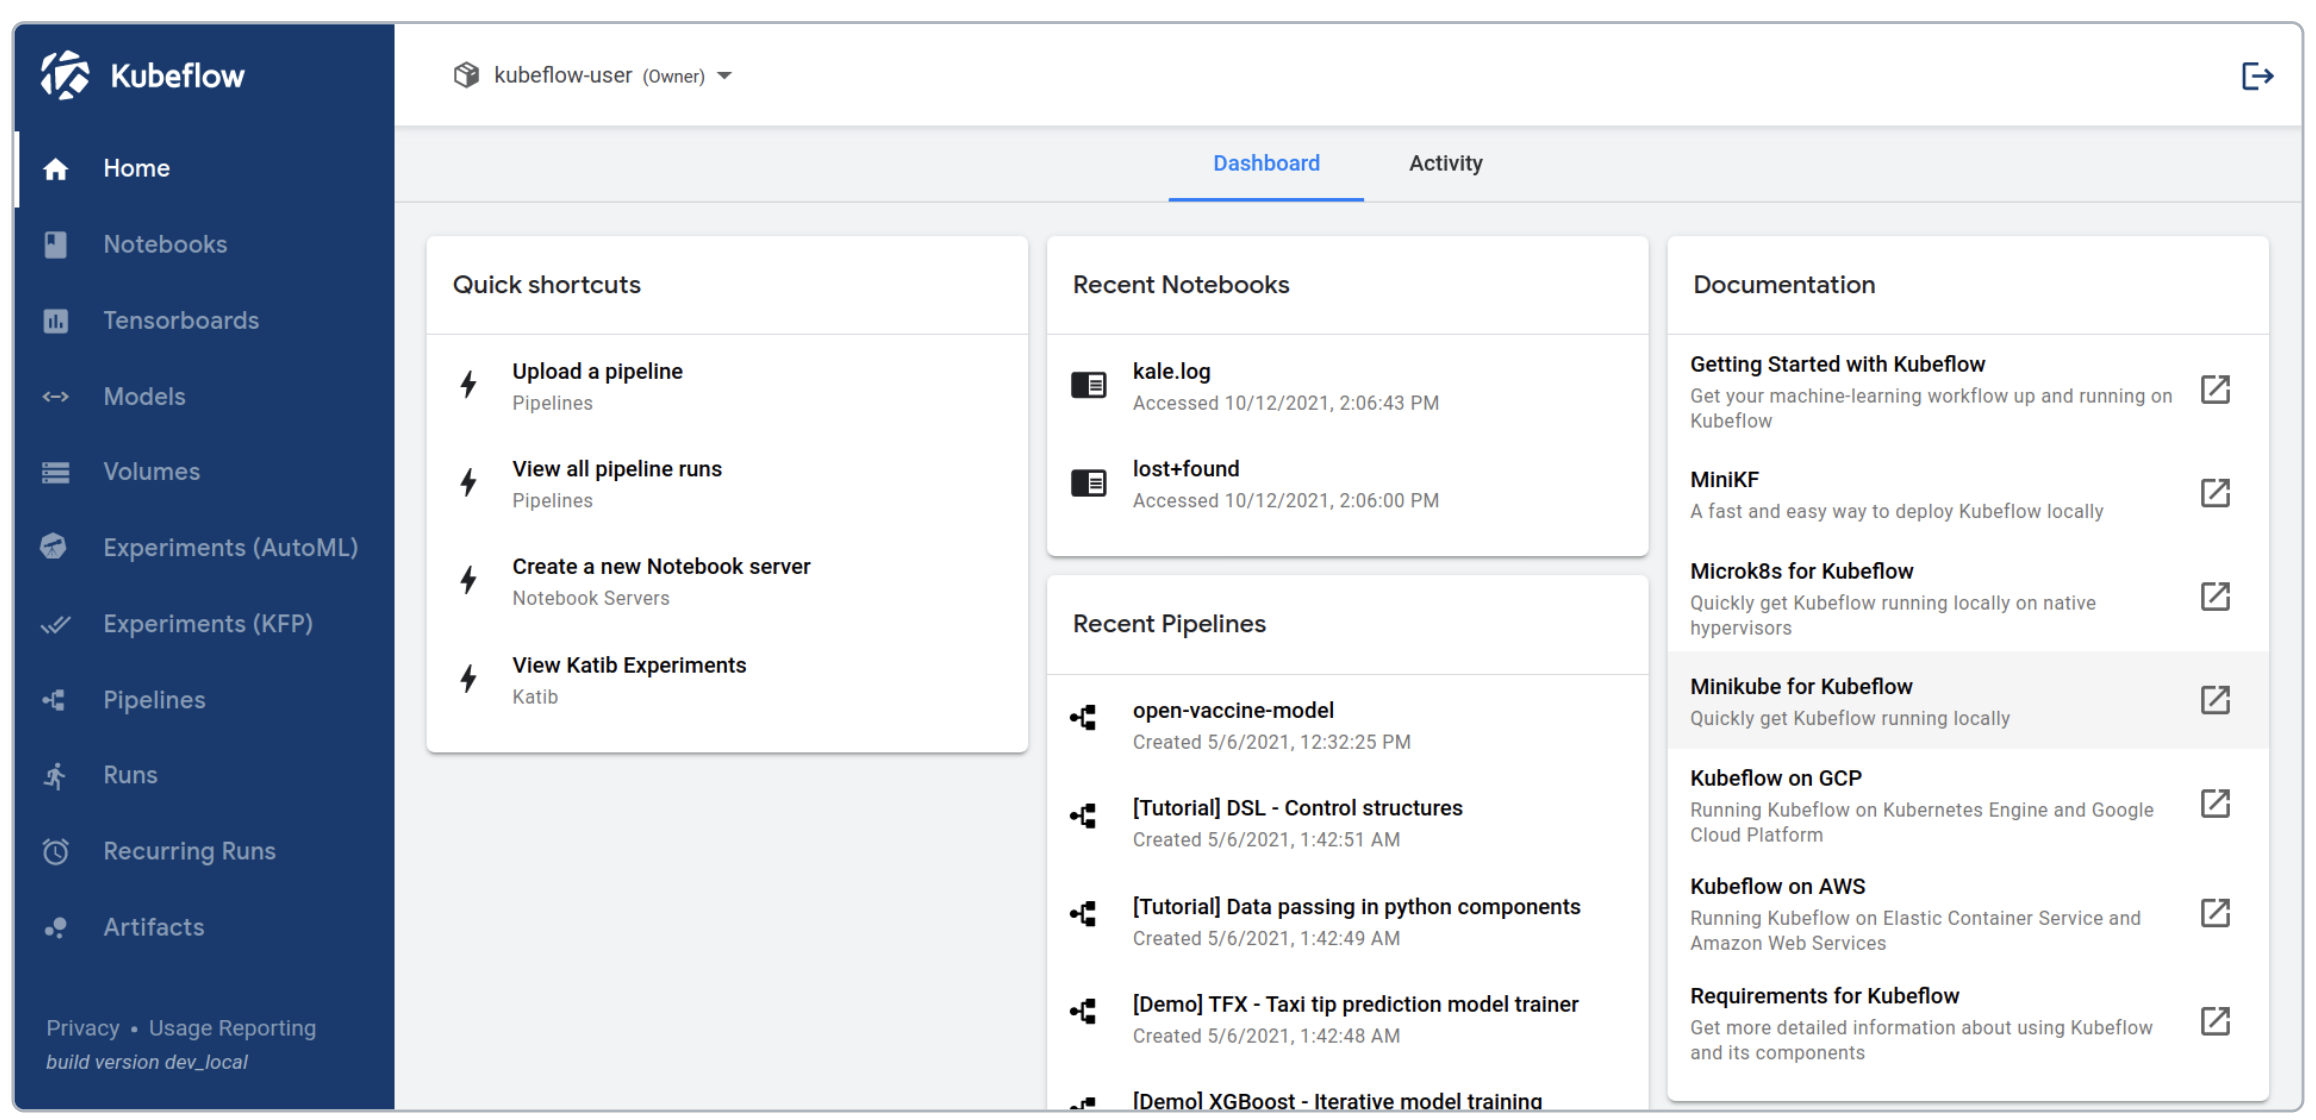 Kubeflow
Home
Notebooks
Tensorboards
Models
Volumes
Experiments (AutoML)
Experiments (KFP)
Pipelines
Runs
Recurring Runs
Artifacts
Privacy • Usage Reporting
build version dev_local
kubeflow-user (Owner)
Dashboard
Activity
Quick shortcuts
Upload a pipeline
Pipelines
View all pipeline runs
Pipelines
Create a new Notebook server
Notebook Servers
View Katib Experiments
Katib
Recent Notebooks
kale.log
Accessed 10/12/2021, 2:06:43 PM
lost+found
Accessed 10/12/2021, 2:06:00 PM
Recent Pipelines
open-vaccine-model
Created 5/6/2021, 12:32:25 PM
[Tutorial] DSL - Control structures
Created 5/6/2021, 1:42:51 AM
[Tutorial] Data passing in python components
Created 5/6/2021, 1:42:49 AM
[Demo] TFX - Taxi tip prediction model trainer
Created 5/6/2021, 1:42:48 AM
[Demo] XGBoost - Iterative model training
Documentation
Getting Started with Kubeflow
Get your machine-learning workflow up and running on
Kubeflow
MiniKF
A fast and easy way to deploy Kubeflow locally
Microk8s for Kubeflow
Quickly get Kubeflow running locally on native
hypervisors
Minikube for Kubeflow
Quickly get Kubeflow running locally
Kubeflow on GCP
Running Kubeflow on Kubernetes Engine and Google
Cloud Platform
Kubeflow on AWS
Running Kubeflow on Elastic Container Service and
Amazon Web Services
Requirements for Kubeflow
Get more detailed information about using Kubeflow
and its components